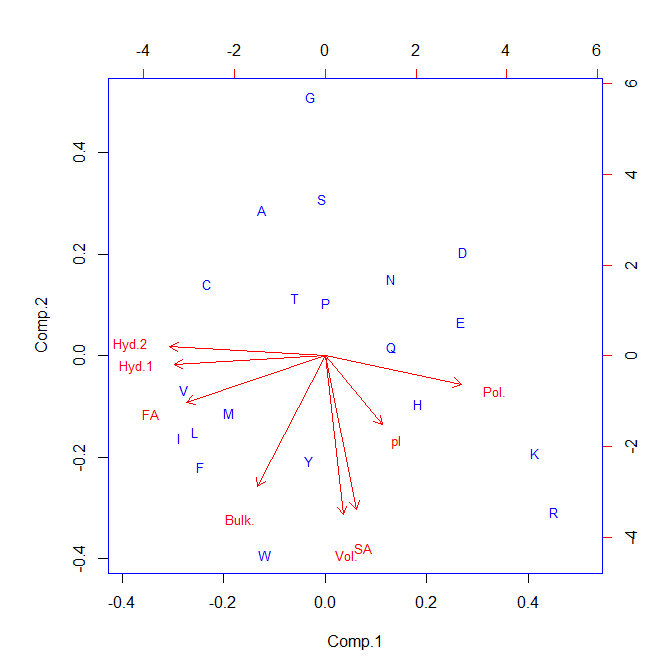 -4 -2 0 2 4 6
G
S
A
D
C
N
T
P
E
Q
Hyd.2
Hyd.1
V
Pol.
FA
M
H
L
I
pI
F
Y
K
Bulk.
R
W
Vol.
SA
0.4
0.2
0.0
-0.2
-0.4
6
4
2
0
-2
-4
Comp.2
-0.4 -0.2 0.0 0.2 0.4
Comp.1